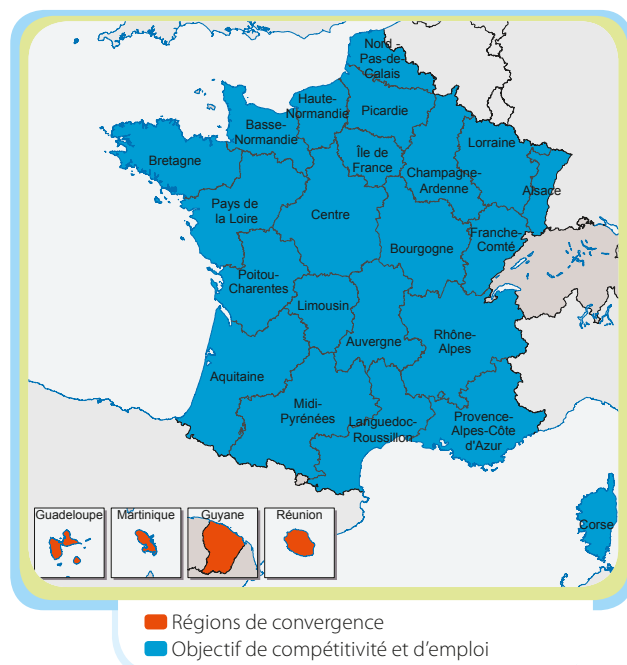 Nord -
Pas-de-
Calais
Haute-
Normandie
Picardie
Basse-
Normandie
Lorraine
Île de
France
Bretagne
Champagne-
Ardenne
Alsace
Pays de
la Loire
Centre
Franche-
Comté
Bourgogne
Poitou-
Charentes
Limousin
Rhône-
Alpes
Auvergne
Aquitaine
Midi-
Pyrénées
Languedoc-
Roussillon
Provence-
Alpes-Côte
d'Azur
Guadeloupe
Martinique
Guyane
Réunion
Corse
Régions de convergence
Objectif de compétitivité et d’emploi